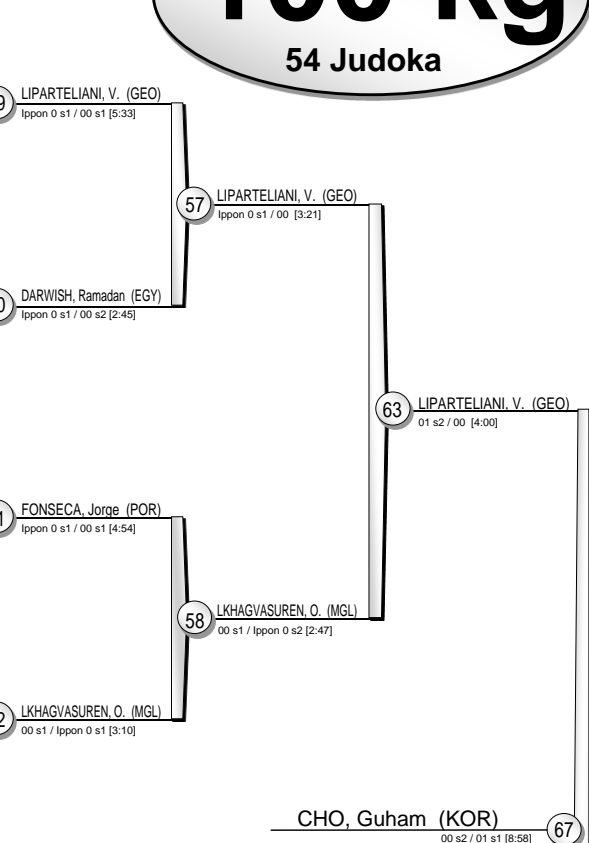 54 Judoka
LIPARTELIANI, V. (GEO)
Ippon 0 s1 / 00 s1 [5:33]
57
LIPARTELIANI, V. (GEO)
Ippon 0 s1 / 00 [3:21]
DARWISH, Ramadan (EGY)
Ippon 0 s1 / 00 s2 [2:45]
63
LIPARTELIANI, V. (GEO)
01 s2 / 00 [4:00]
FONSECA, Jorge (POR)
Ippon 0 s1 / 00 s1 [4:54]
58
LKHAGVASUREN, O. (MGL)
00 s1 / Ippon 0 s2 [2:47]
LKHAGVASUREN, O. (MGL)
00 s1 / Ippon 0 s1 [3:10]
CHO, Guham (KOR)
67
00 s2 / 01 s1 [8:58]